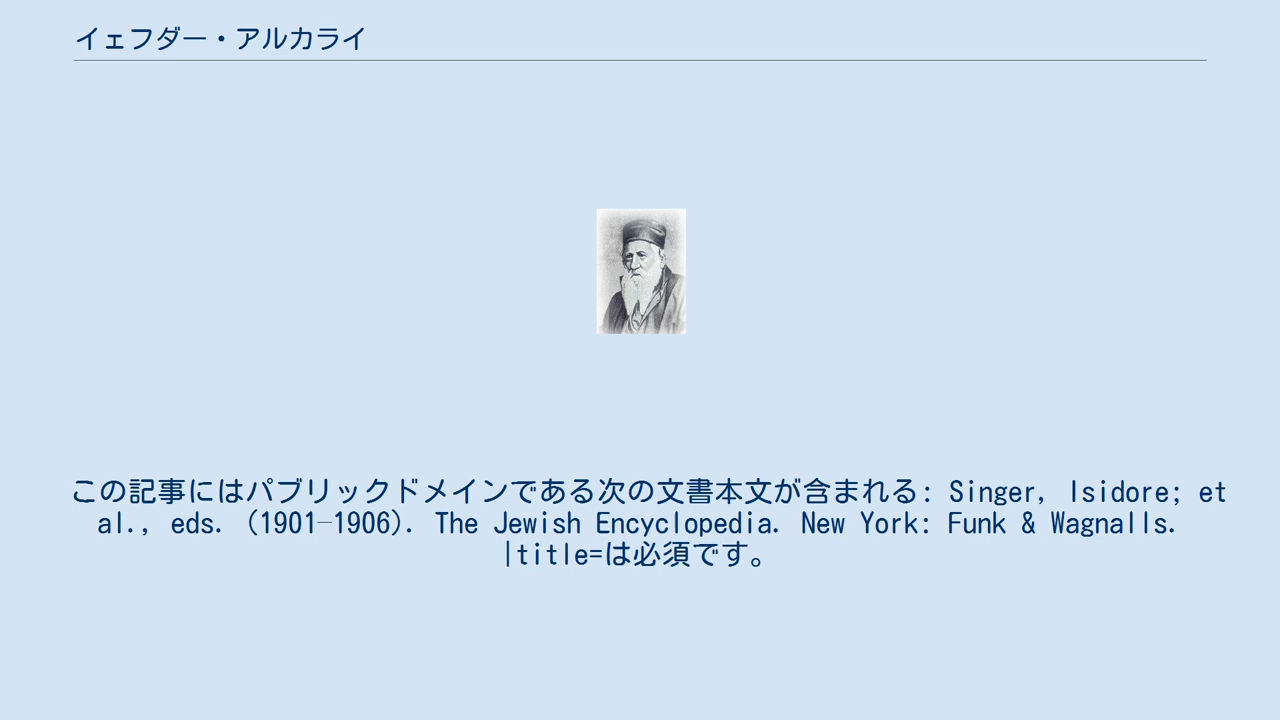 イェフダー・アルカライ
この記事にはパブリックドメインである次の文書本文が含まれる: Singer, Isidore; et
al., eds. (1901–1906). The Jewish Encyclopedia. New York: Funk & Wagnalls.
|title=は必須です。